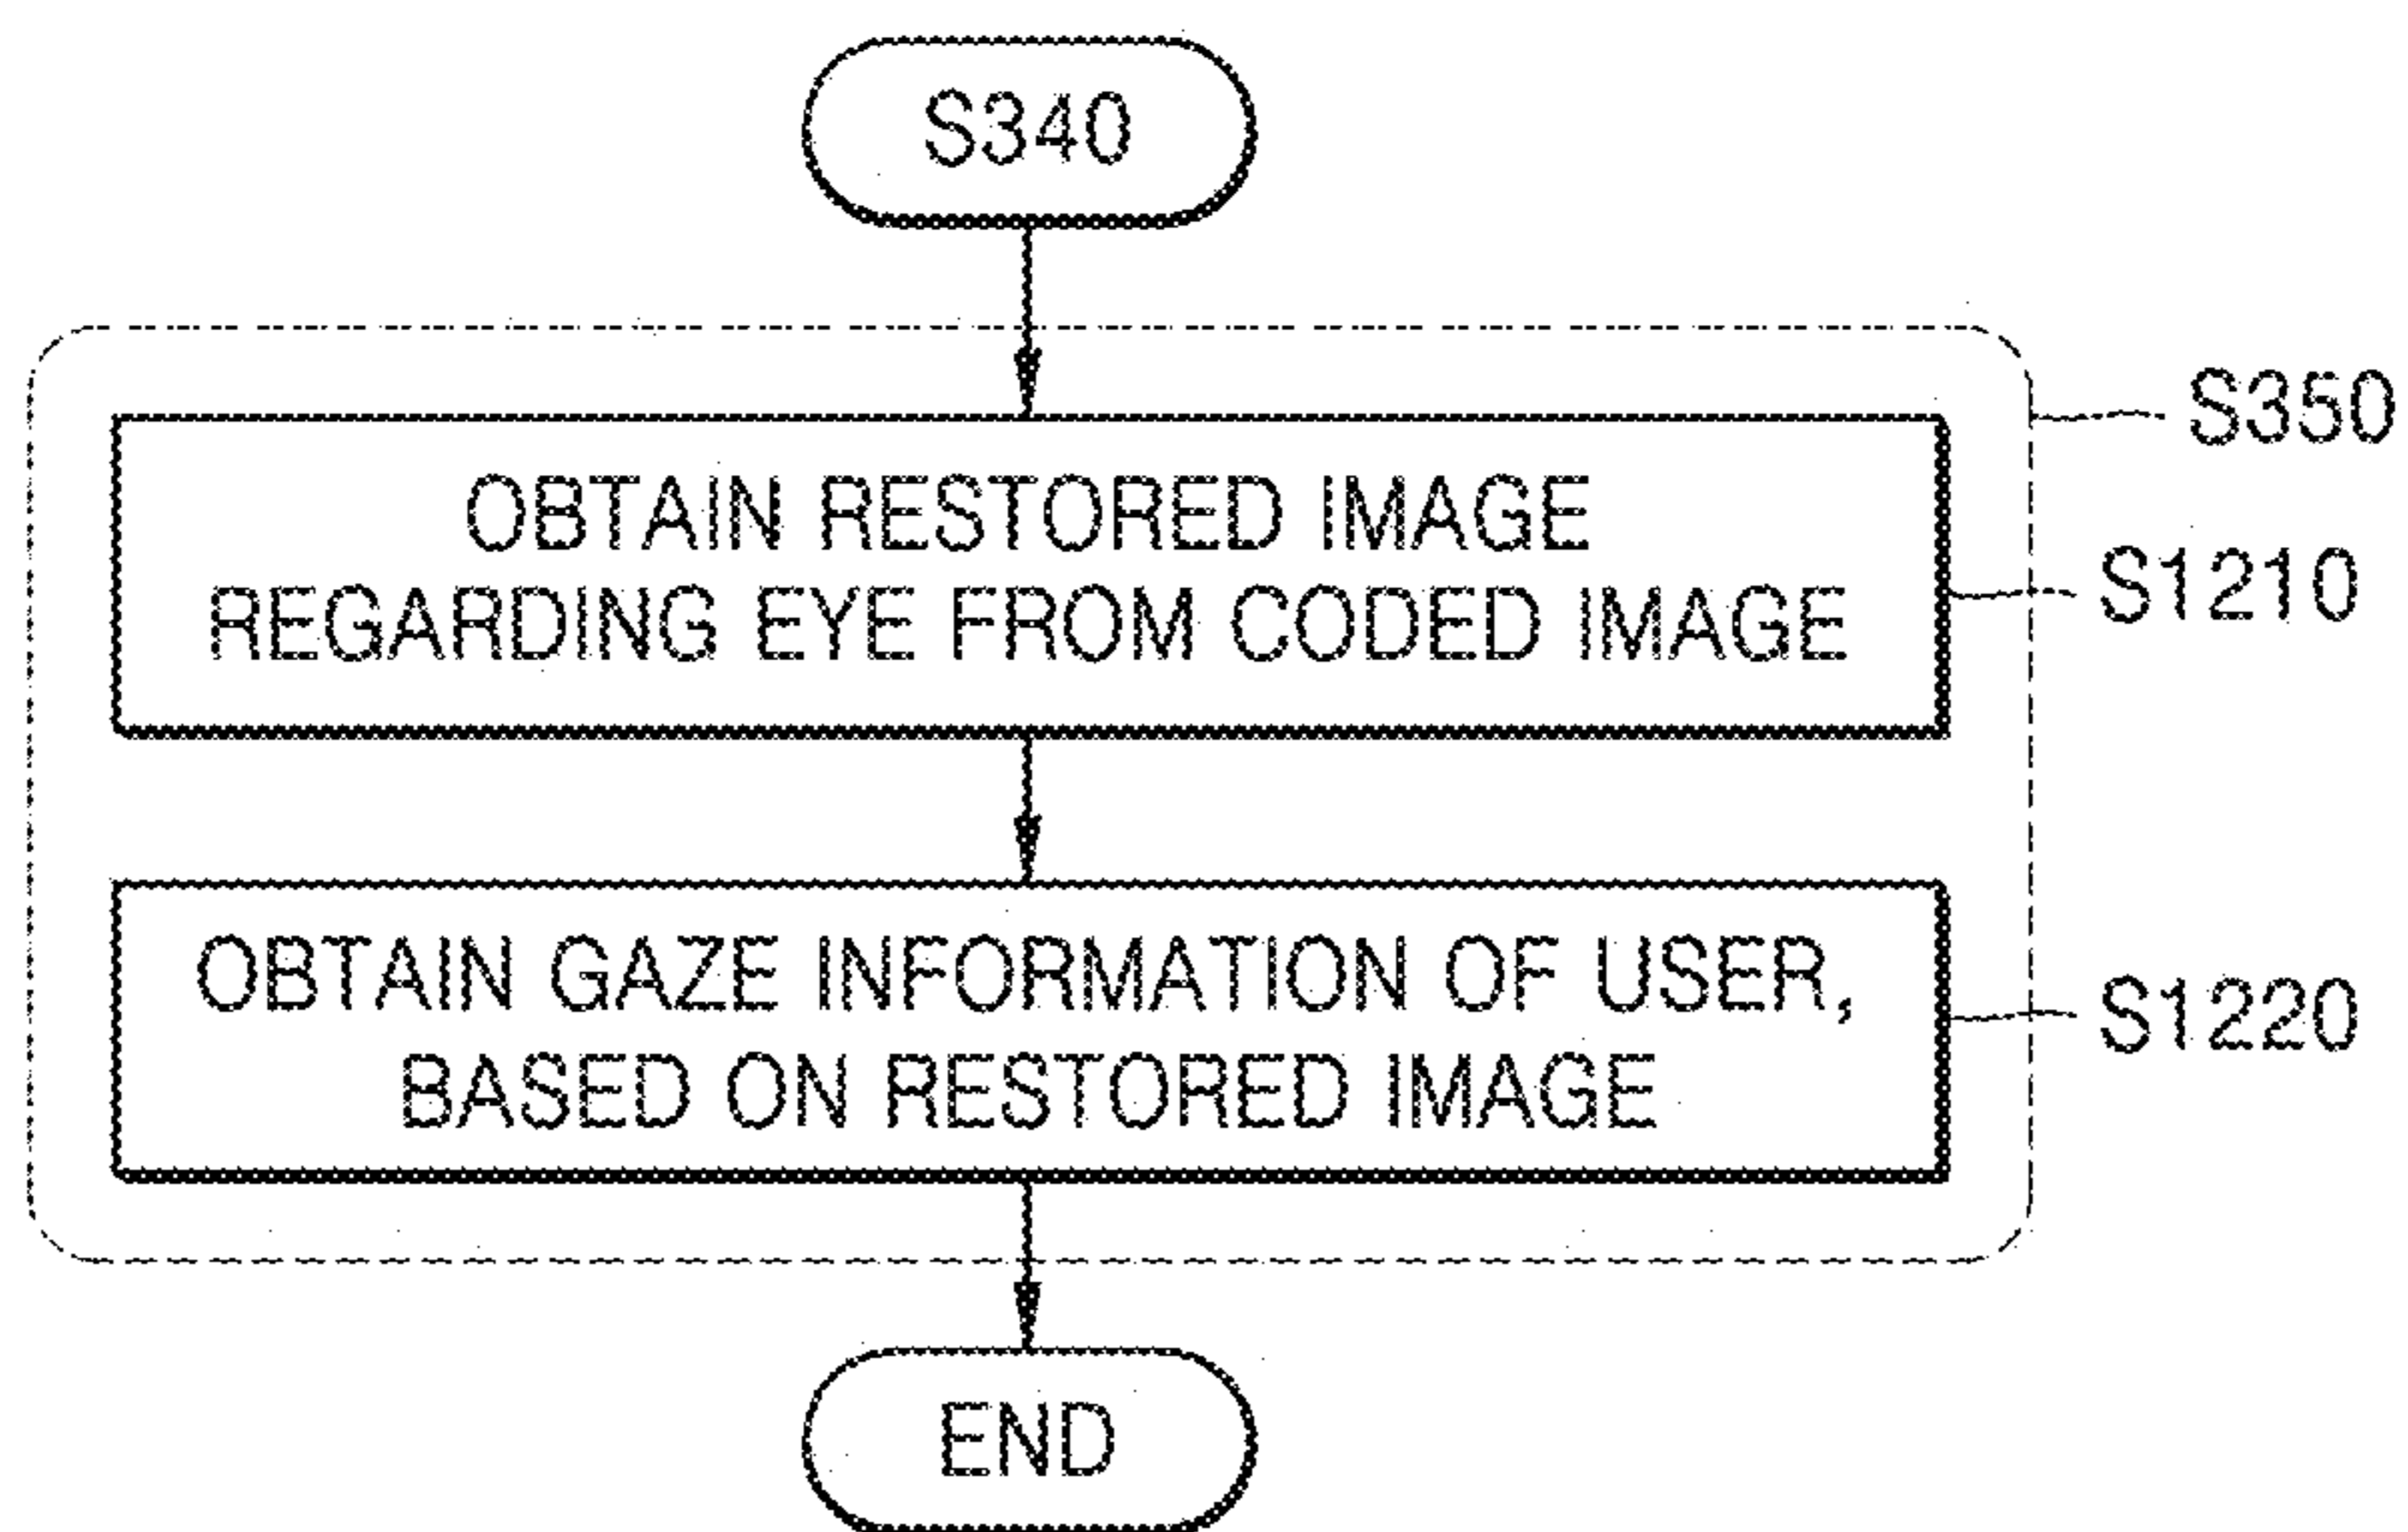 S340
S350
OBTAIN RESTORED IMAGE
REGARDING EYE FROM CODED IMAGE
S1210
OBTAIN GAZE INFORMATION OF USER,
BASED ON RESTORED IMAGE
S1220
END